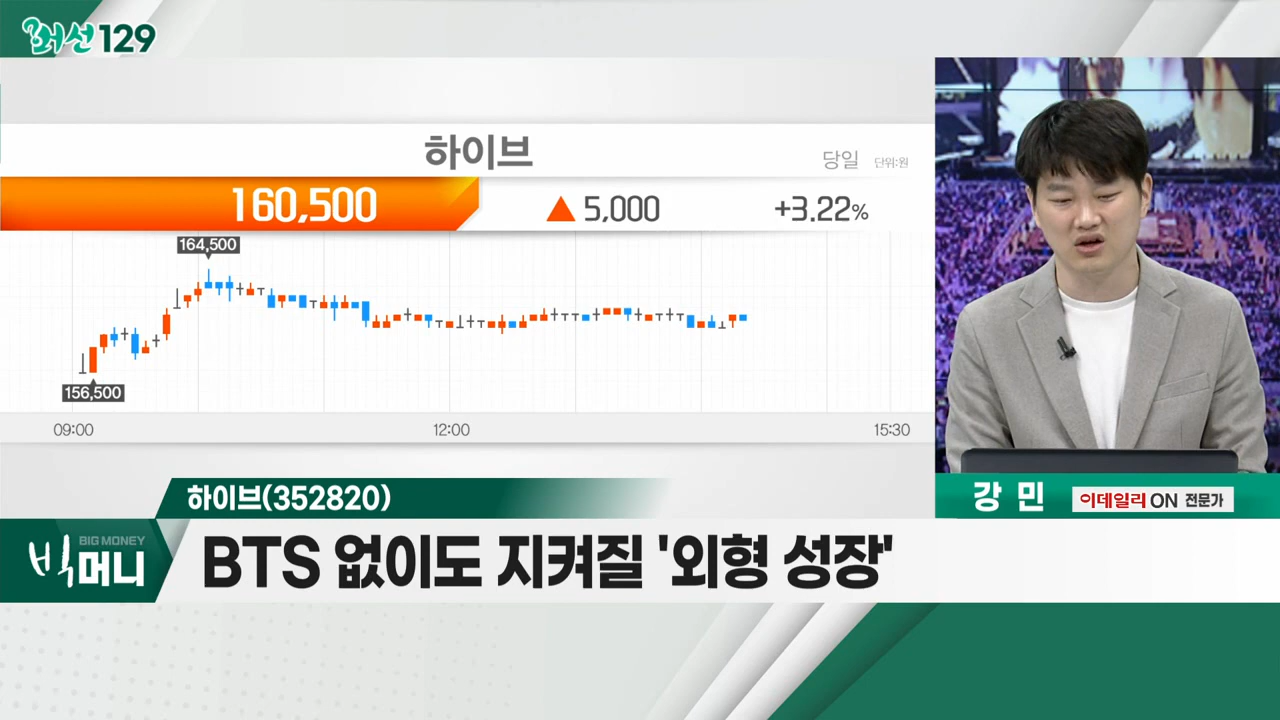 머선129
하이브
당일 단위:원
160,500 ▲ 5,000 +3.22%
164,500
156,500
09:00 12:00 15:30
강 민 이데일리ON 전문가
하이브(352820)
BIG MONEY
빅머니
BTS 없이도 지켜질 '외형 성장'